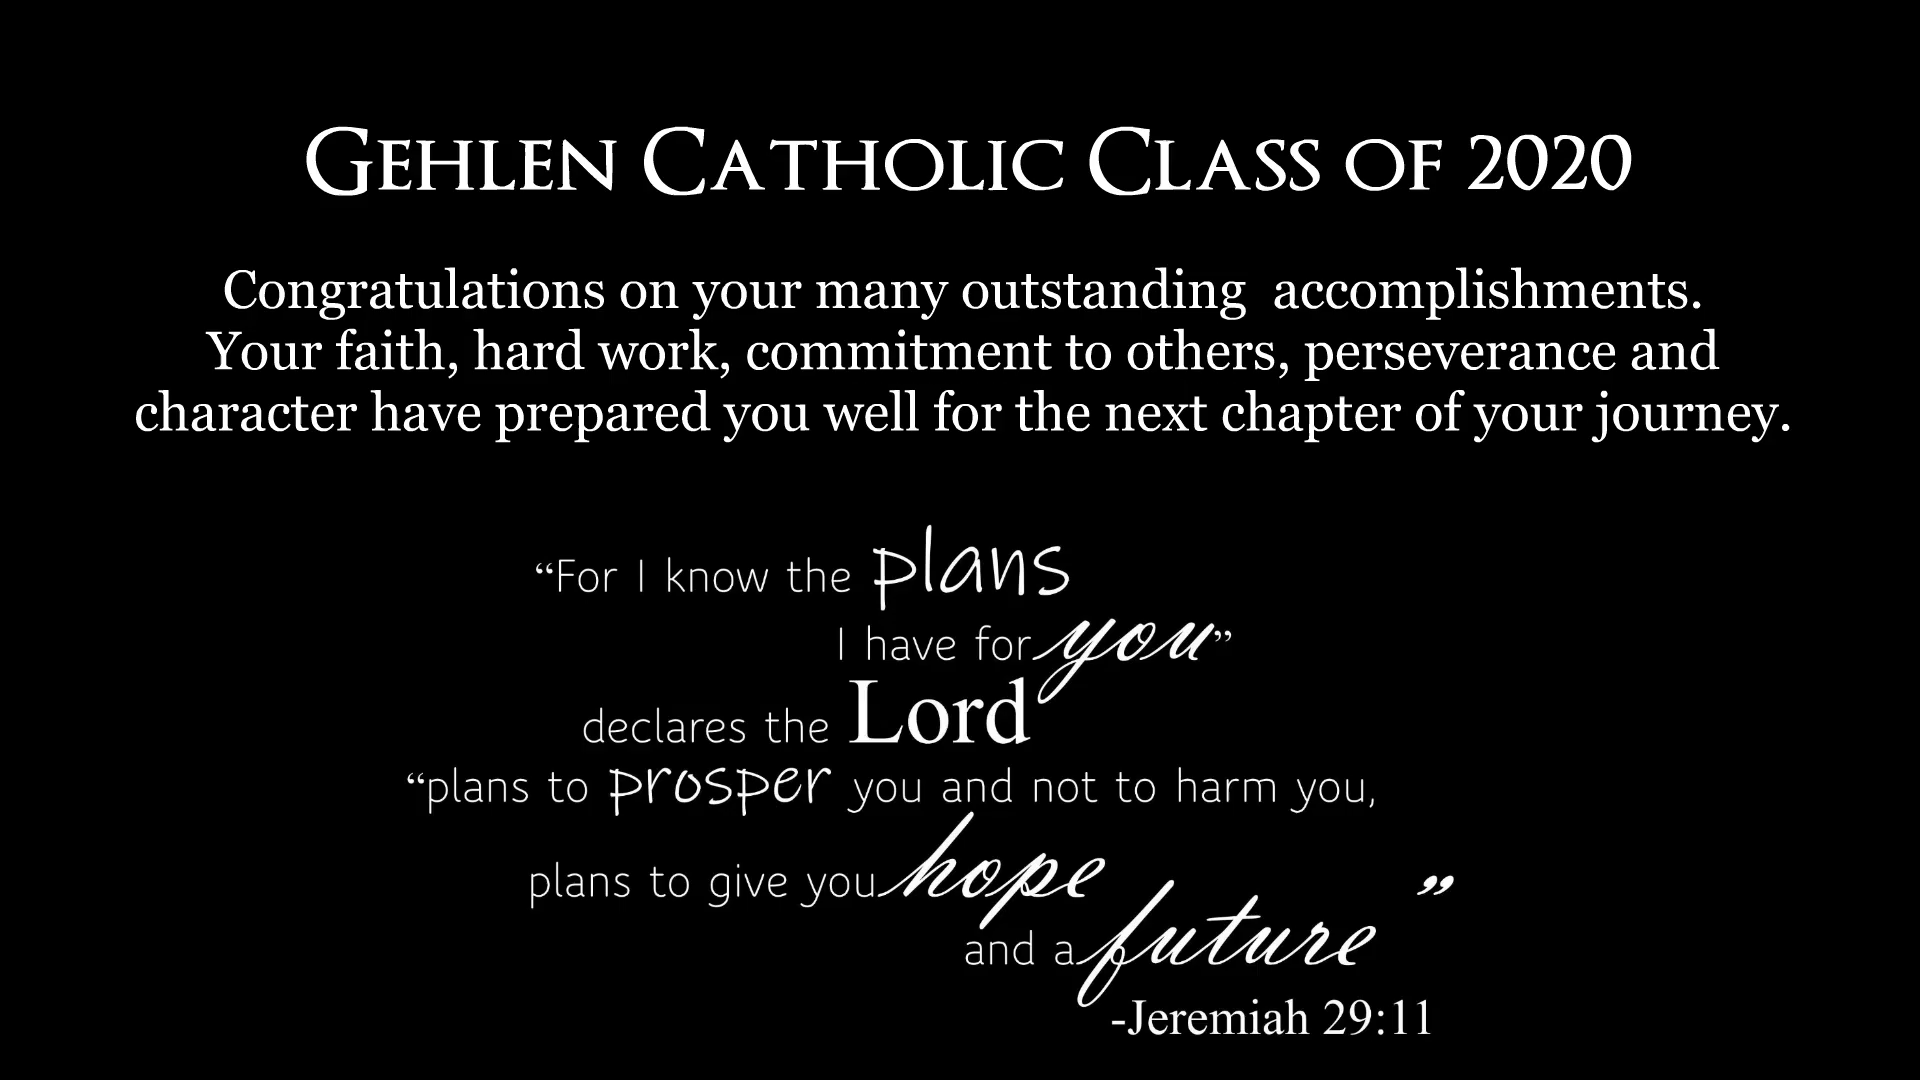 Gehlen Catholic Class of 2020
Congratulations on your many outstanding accomplishments.
Your faith, hard work, commitment to others, perseverance and
character have prepared you well for the next chapter of your journey.
“For I know the plans
I have for you”
declares the Lord
“plans to prosper you and not to harm you,
plans to give you hope
and a future”
-Jeremiah 29:11